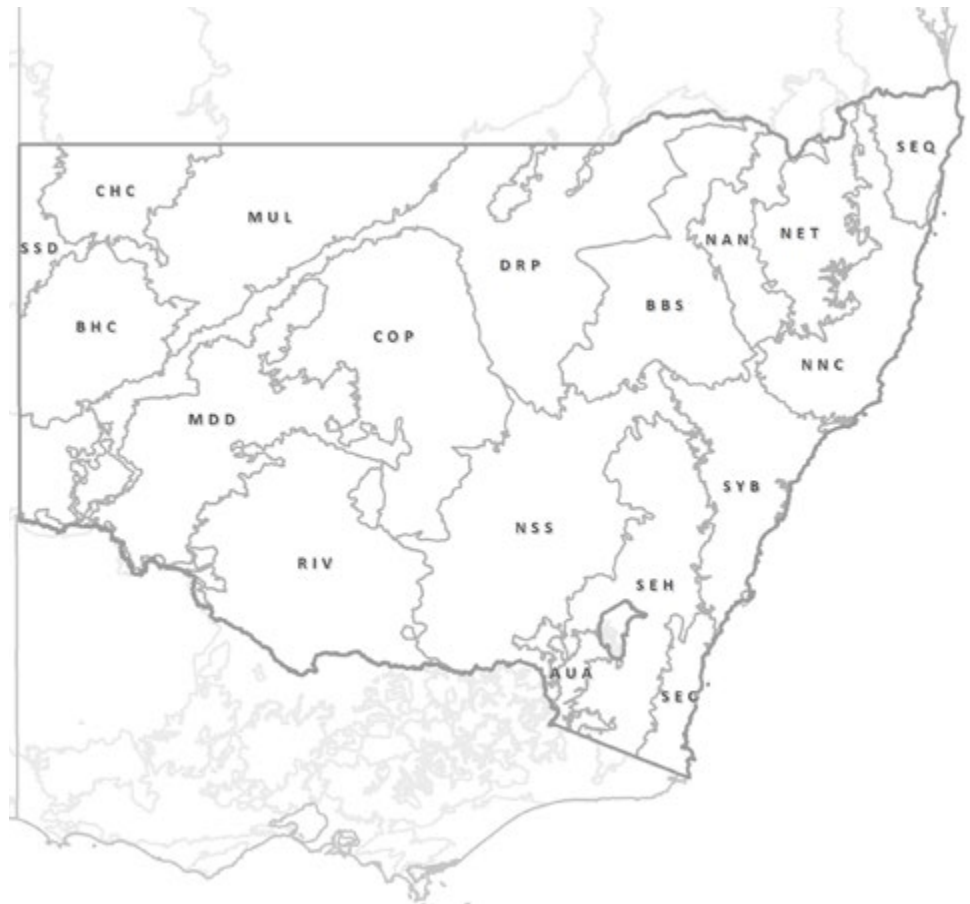 SEQ
CHC
MUL
NAN
NET
SSD
DRP
BHC
BBS
COP
NNC
MDD
SYB
NSS
RIV
SEH
AUA
SEC